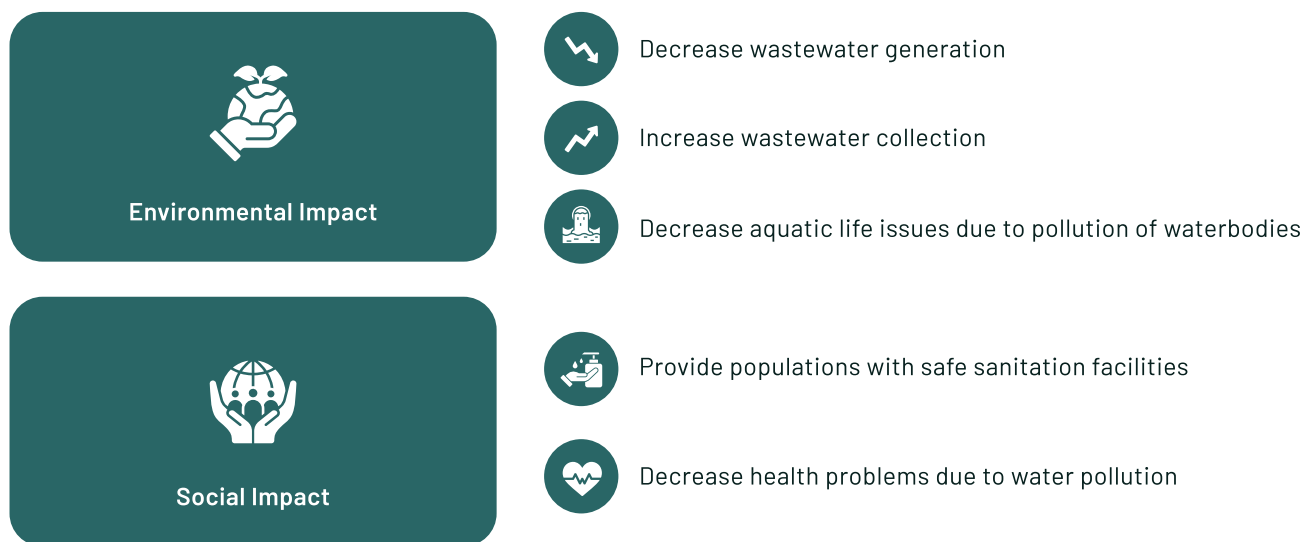 Environmental Impact
Decrease wastewater generation
Increase wastewater collection
Decrease aquatic life issues due to pollution of waterbodies
Social Impact
Provide populations with safe sanitation facilities
Decrease health problems due to water pollution